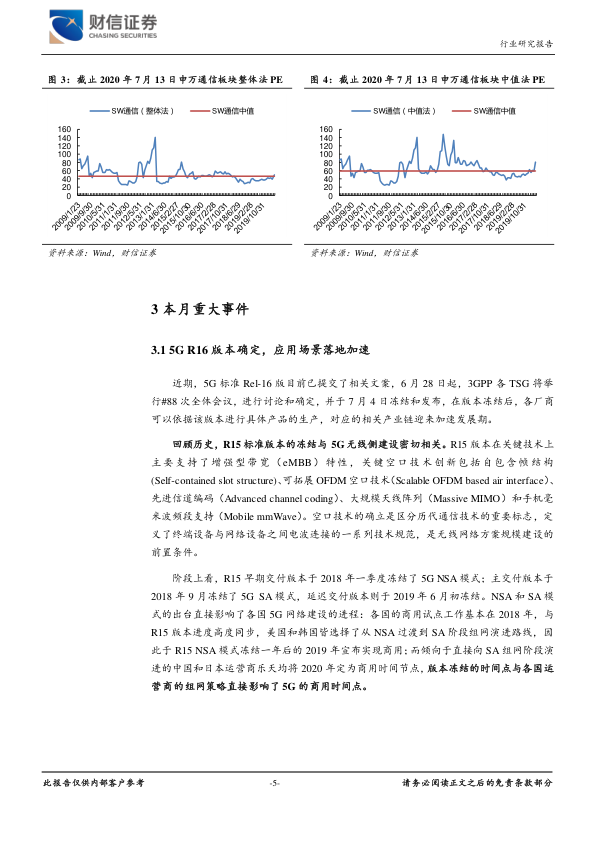 财信证券
CHASING SECURITIES
行业研究报告
图 3：截止 2020 年 7 月 13 日申万通信板块整体法 PE
图 4：截止 2020 年 7 月 13 日申万通信板块中值法 PE
SW通信（整体法） SW通信中值
160
140
120
100
80
60
40
20
0
2009/1/23
2009/9/30
2010/5/31
2011/1/31
2011/9/30
2012/5/31
2013/1/31
2014/6/30
2015/2/27
2015/10/30
2016/6/30
2017/2/28
2017/10/31
2018/6/29
2019/2/28
2019/10/31
SW通信（中值法） SW通信中值
160
140
120
100
80
60
40
20
0
2009/1/23
2009/9/30
2010/5/31
2011/1/31
2011/9/30
2012/5/31
2013/1/31
2014/6/30
2015/2/27
2015/10/30
2016/6/30
2017/2/28
2017/10/31
2018/6/29
2019/2/28
2019/10/31
资料来源：Wind，财信证券
资料来源：Wind，财信证券
3 本月重大事件
3.1 5G R16 版本确定，应用场景落地加速
近期，5G 标准 Rel-16 版目前已提交了相关文案，6 月 28 日起，3GPP 各 TSG 将举
行#88 次全体会议，进行讨论和确定，并于 7 月 4 日冻结和发布，在版本冻结后，各厂商
可以依据该版本进行具体产品的生产，对应的相关产业链迎来加速发展期。
回顾历史，R15 标准版本的冻结与 5G 无线侧建设密切相关。R15 版本在关键技术上
主要支持了增强型带宽（eMBB）特性，关键空口技术创新包括自包含帧结构
(Self-contained slot structure)、可拓展 OFDM 空口技术（Scalable OFDM based air interface）、
先进信道编码（Advanced channel coding）、大规模天线阵列（Massive MIMO）和手机毫
米波频段支持（Mobile mmWave）。空口技术的确立是区分历代通信技术的重要标志，定
义了终端设备与网络设备之间电波连接的一系列技术规范，是无线网络方案规模建设的
前置条件。
阶段上看，R15 早期交付版本于 2018 年一季度冻结了 5G NSA 模式；主交付版本于
2018 年 9 月冻结了 5G SA 模式，延迟交付版本则于 2019 年 6 月初冻结。NSA 和 SA 模
式的出台直接影响了各国 5G 网络建设的进程：各国的商用试点工作基本在 2018 年，与
R15 版本进度高度同步，美国和韩国皆选择了从 NSA 过渡到 SA 阶段组网演进路线，因
此于 R15 NSA 模式冻结一年后的 2019 年宣布实现商用；而倾向于直接向 SA 组网阶段演
进的中国和日本运营商乐天均将 2020 年定为商用时间节点，版本冻结的时间点与各国运
营商的组网策略直接影响了 5G 的商用时间点。
此报告仅供内部客户参考
-5-
请务必阅读正文之后的免责条款部分